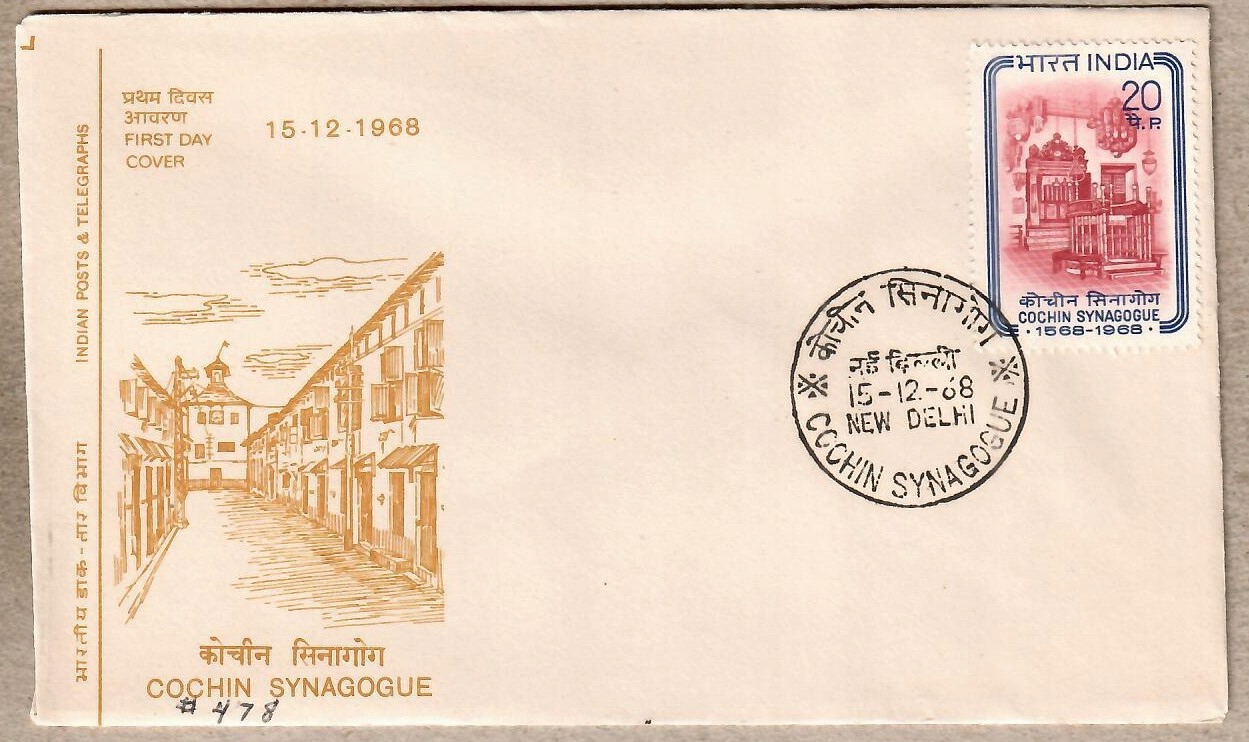 INDIAN POSTS & TELEGRAPHS
भारतीय डाक-तार विभाग
प्रथम दिवस
आवरण
FIRST DAY
COVER
15-12-1968
भारत INDIA
20
पै. P.
कोचीन सिनागोग
COCHIN SYNAGOGUE
·1568-1968·
कोचीन सिनागोग
नई दिल्ली
15-12-68
NEW DELHI
COCHIN SYNAGOGUE
कोचीन सिनागोग
COCHIN SYNAGOGUE
# 478